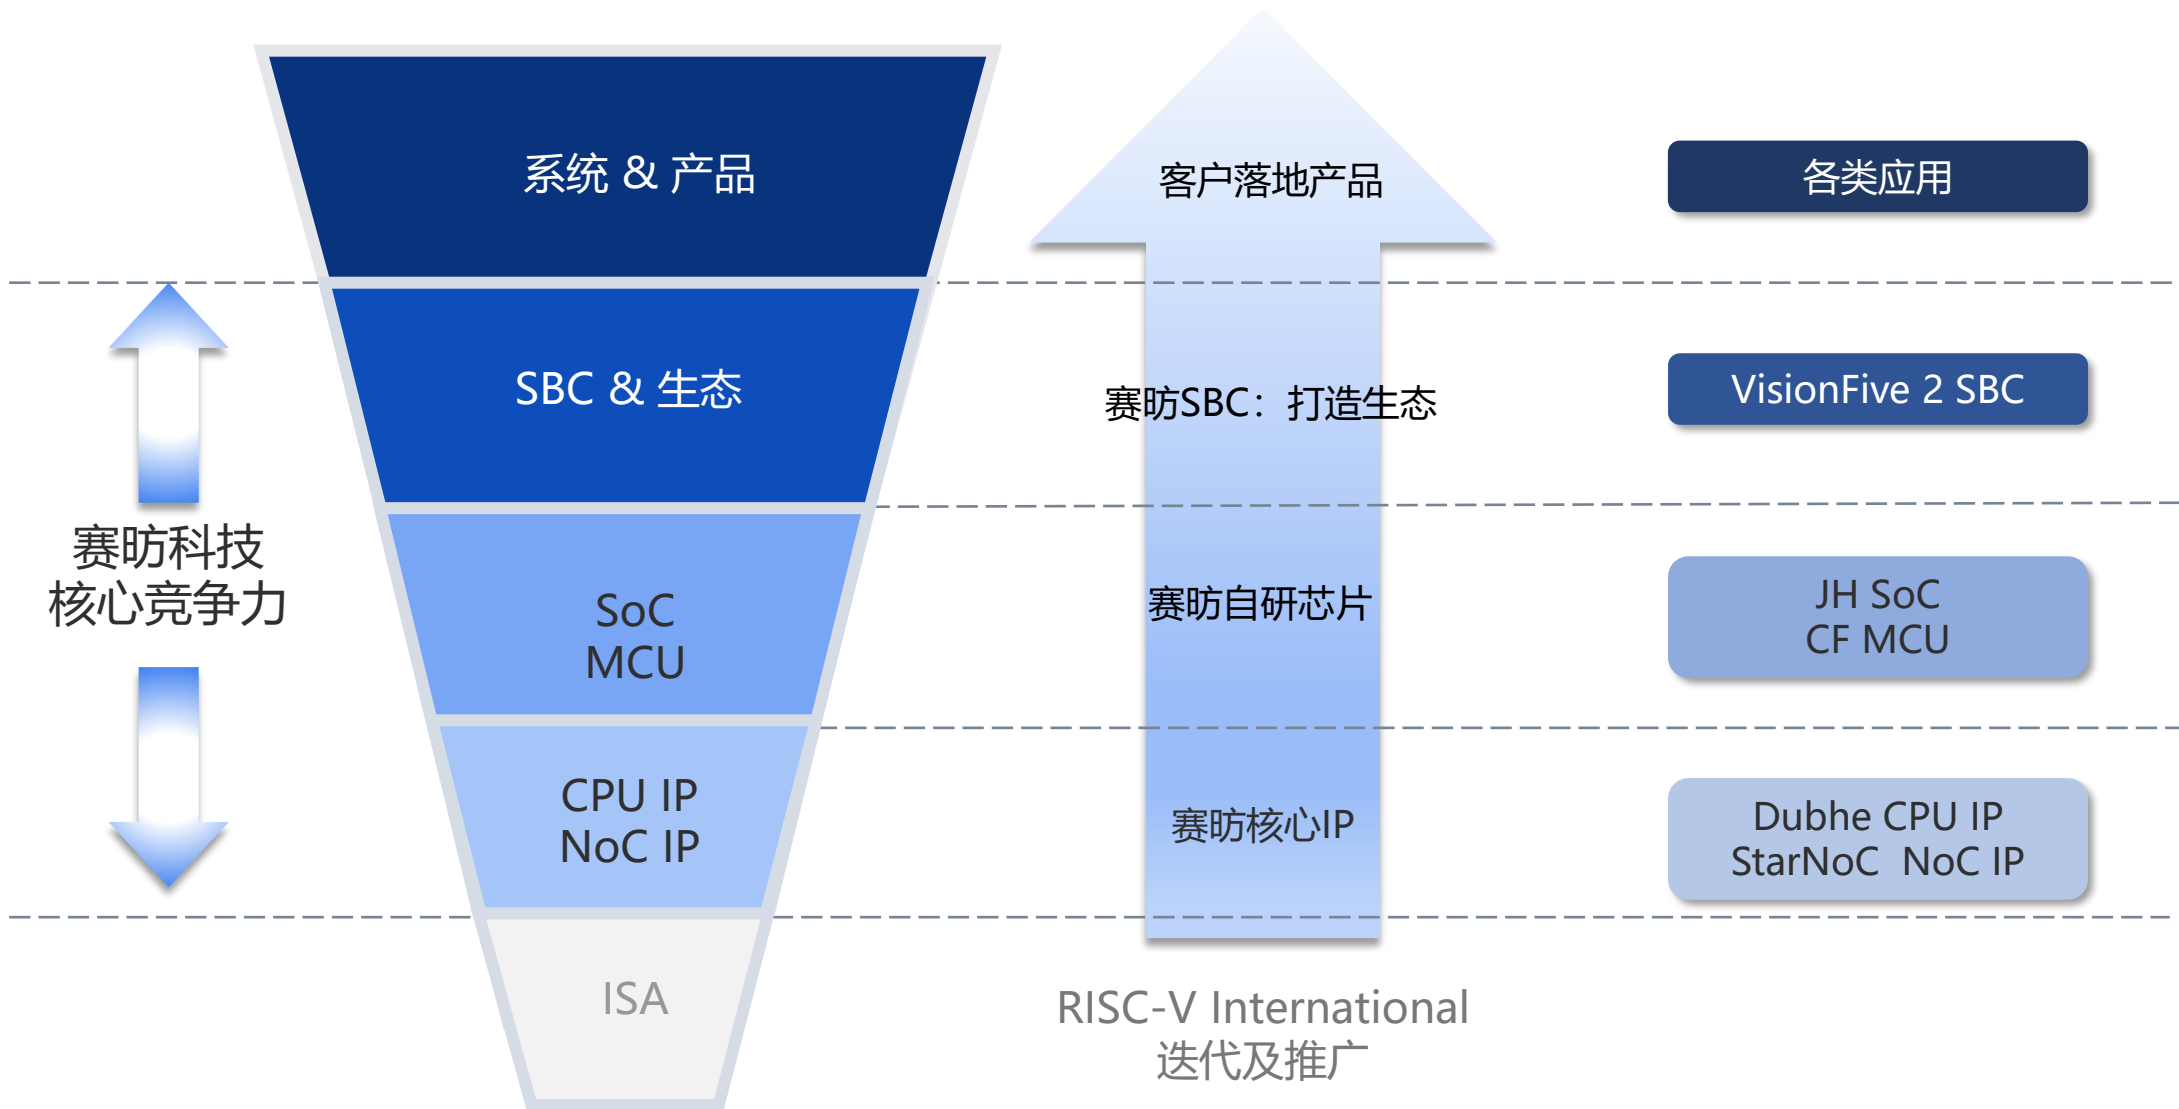 系统 & 产品
客户落地产品
各类应用
SBC & 生态
赛昉SBC：打造生态
VisionFive 2 SBC
赛昉科技
核心竞争力
SoC
MCU
赛昉自研芯片
JH SoC
CF MCU
CPU IP
NoC IP
赛昉核心IP
Dubhe CPU IP
StarNoC  NoC IP
ISA
RISC-V International
迭代及推广